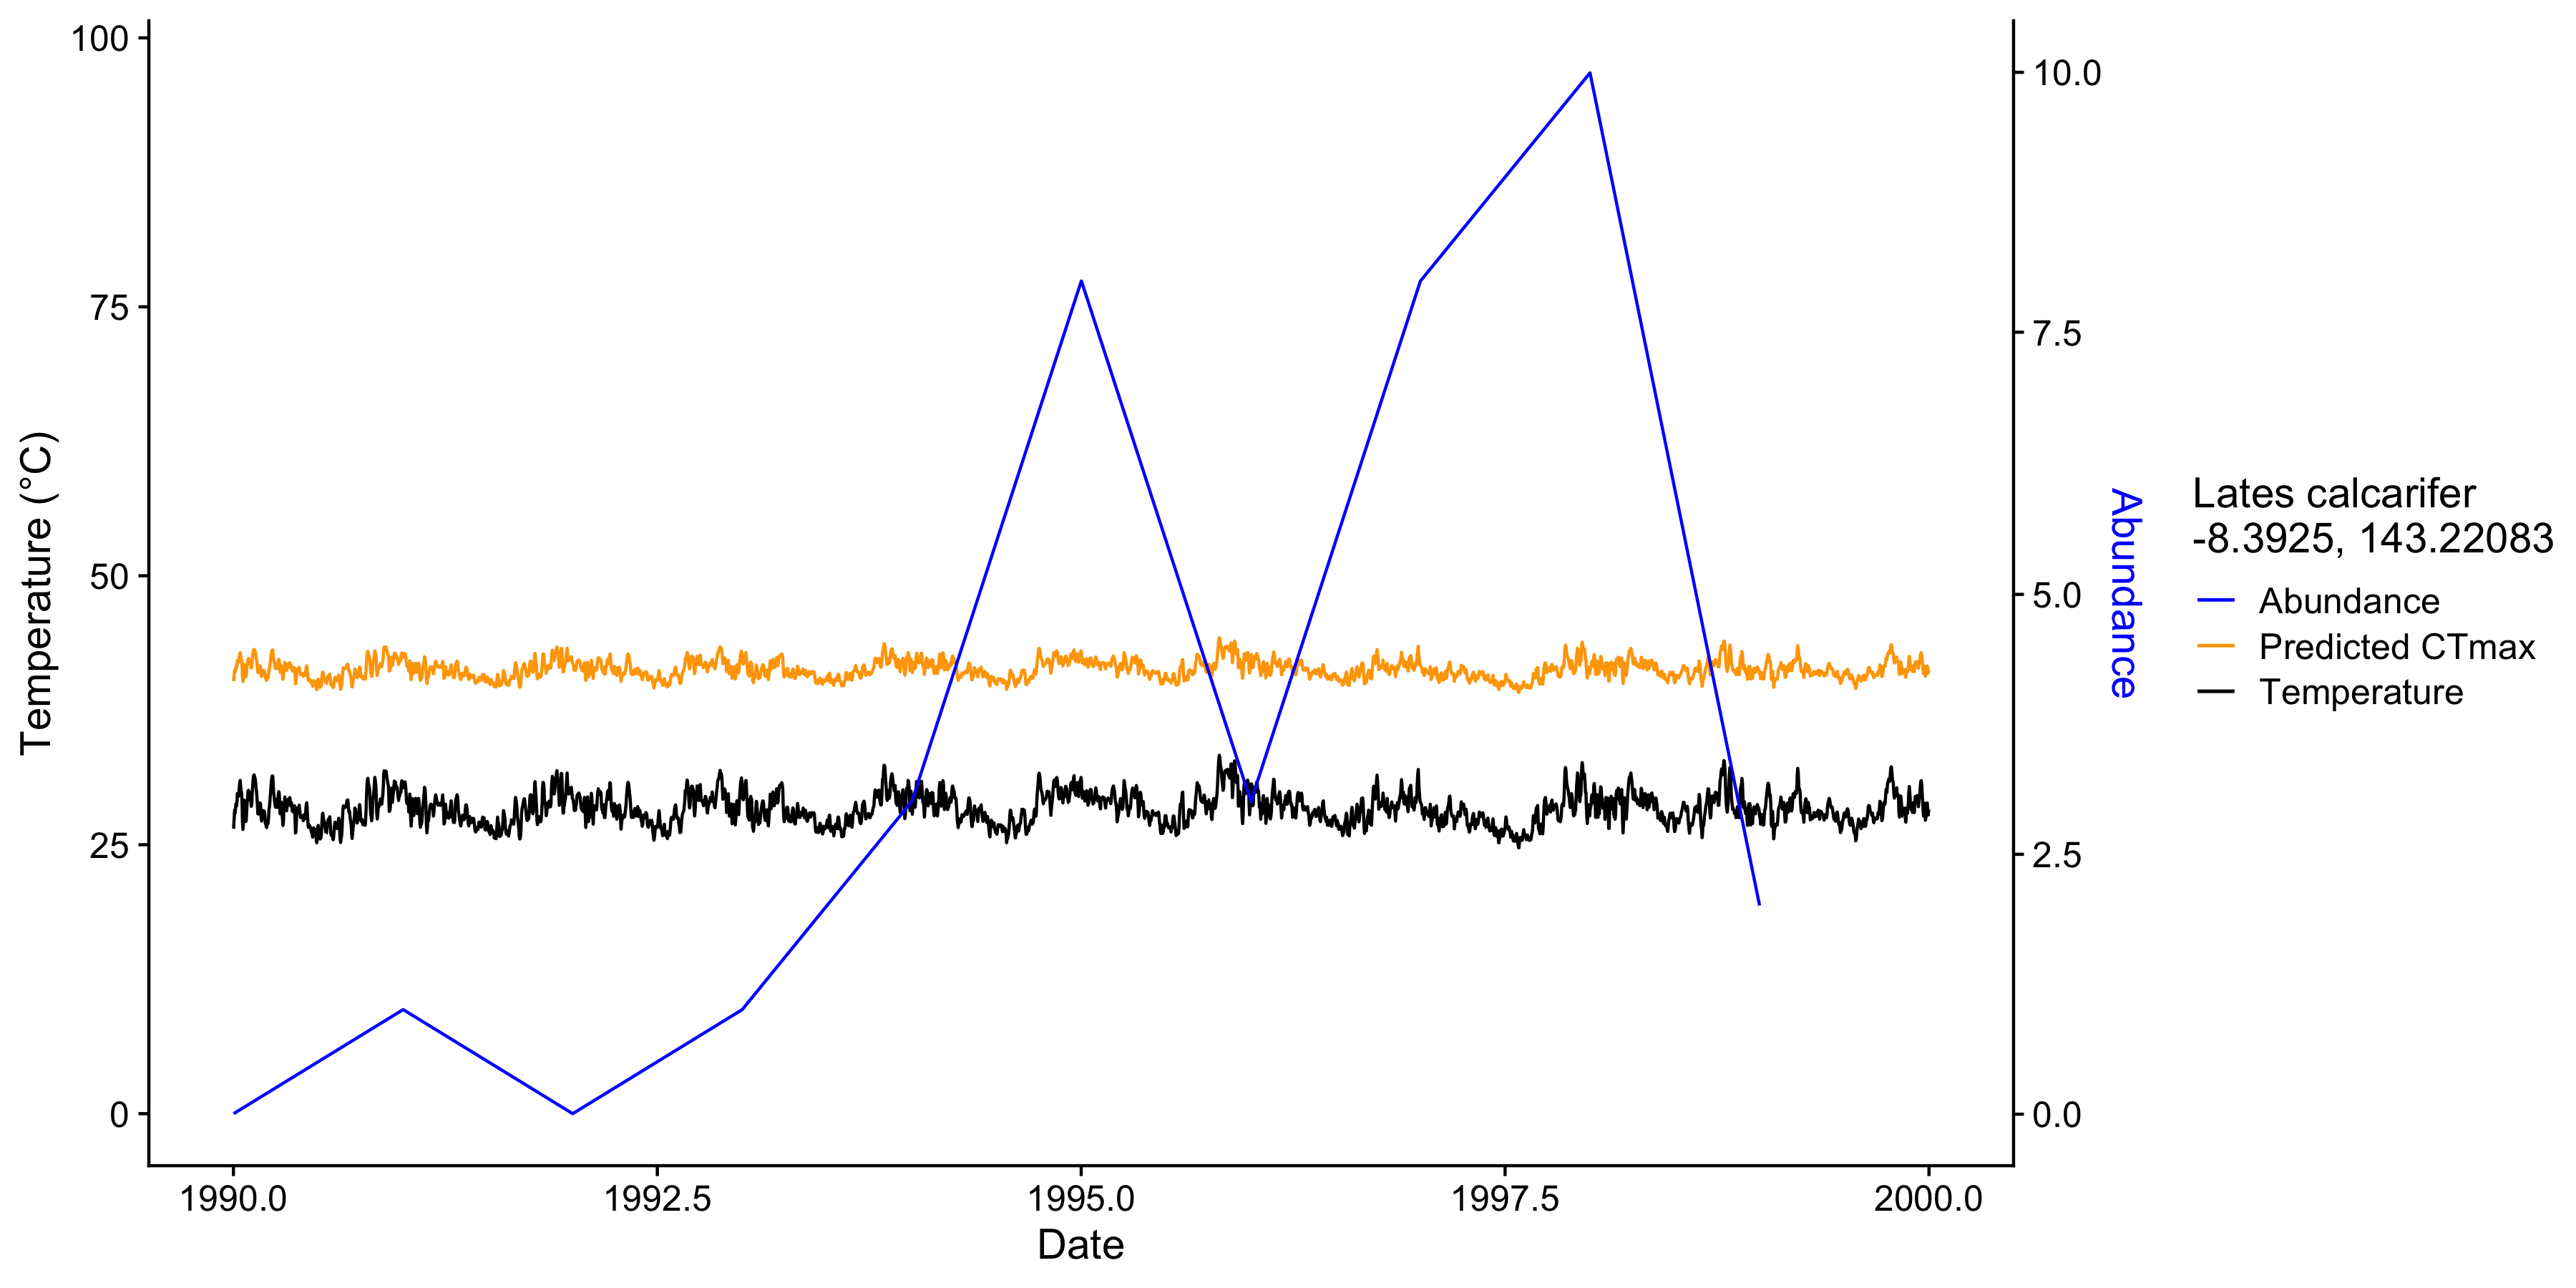 100
75
50
25
0
Temperature (°C)
1990.0
1992.5
1995.0
1997.5
2000.0
Date
10.0
7.5
5.0
2.5
0.0
Abundance
Lates calcarifer
-8.3925, 143.22083
Abundance
Predicted CTmax
Temperature